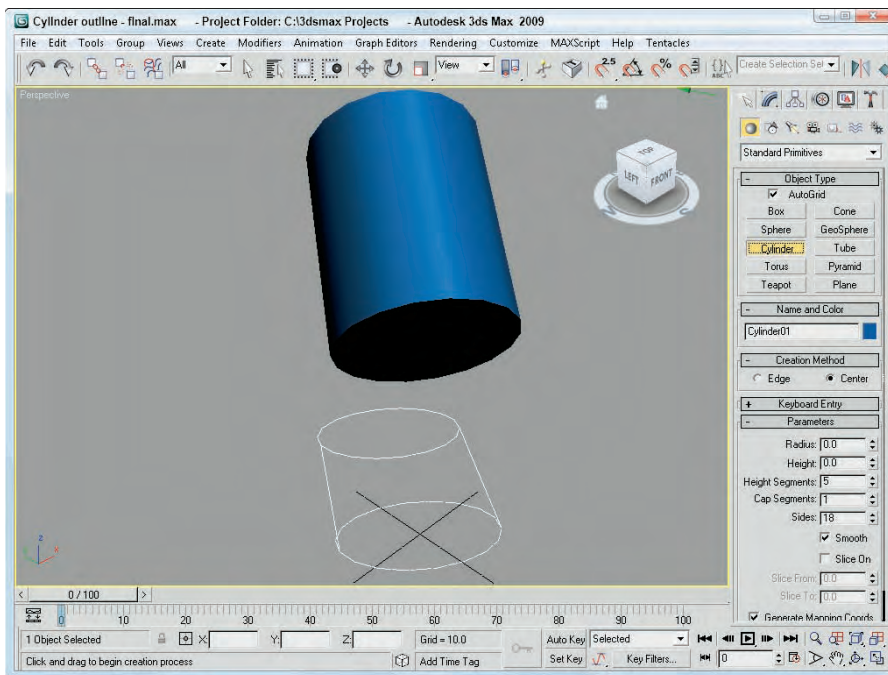 Cylinder outline - final.max - Project Folder: C:\3dsmax Projects - Autodesk 3ds Max 2009
File Edit Tools Group Views Create Modifiers Animation Graph Editors Rendering Customize MAXScript Help Tentacles
All View 2.5 % ABC Create Selection Set
Perspective
TOP
LEFT FRONT
Standard Primitives
- Object Type
AutoGrid
Box Cone
Sphere GeoSphere
Cylinder Tube
Torus Pyramid
Teapot Plane
- Name and Color
Cylinder01
- Creation Method
Edge Center
+ Keyboard Entry
- Parameters
Radius: 0.0
Height: 0.0
Height Segments: 5
Cap Segments: 1
Sides: 18
Smooth
Slice On
Slice From: 0.0
Slice To: 0.0
Generate Mapping Coords
z
x
< 0 / 100 >
0 10 20 30 40 50 60 70 80 90 100
1 Object Selected X: Y: Z: Grid = 10.0 Auto Key Selected
Click and drag to begin creation process Add Time Tag Set Key Key Filters... 0